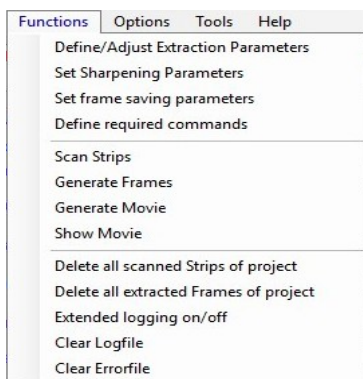 Functions Options Tools Help
Define/Adjust Extraction Parameters
Set Sharpening Parameters
Set frame saving parameters
Define required commands
Scan Strips
Generate Frames
Generate Movie
Show Movie
Delete all scanned Strips of project
Delete all extracted Frames of project
Extended logging on/off
Clear Logfile
Clear Errorfile